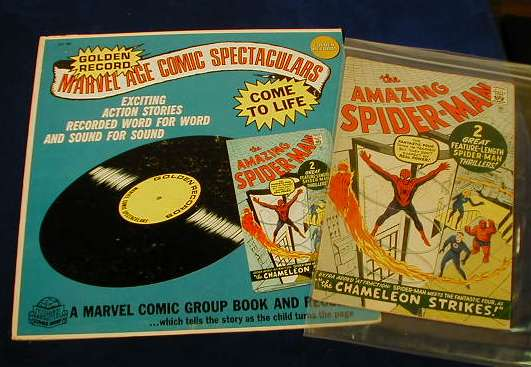 GOLDEN RECORD
MARVEL AGE COMIC SPECTACULARS
GOLDEN RECORDS
EXCITING
ACTION STORIES
RECORDED WORD FOR WORD
AND SOUND FOR SOUND
COME
TO LIFE
GOLDEN RECORDS
the
AMAZING
SPIDER-MAN
2
GREAT
FEATURE-LENGTH
SPIDER-MAN
THRILLERS!
the CHAMELEON
A MARVEL COMIC GROUP BOOK AND
...which tells the story as the child turns the page
the
AMAZING
SPIDER-MAN
2
GREAT
FEATURE-LENGTH
SPIDER-MAN
THRILLERS!
EXTRA ADDED ATTRACTION: SPIDER-MAN MEETS THE FANTASTIC FOUR, AS
"the CHAMELEON STRIKES!"